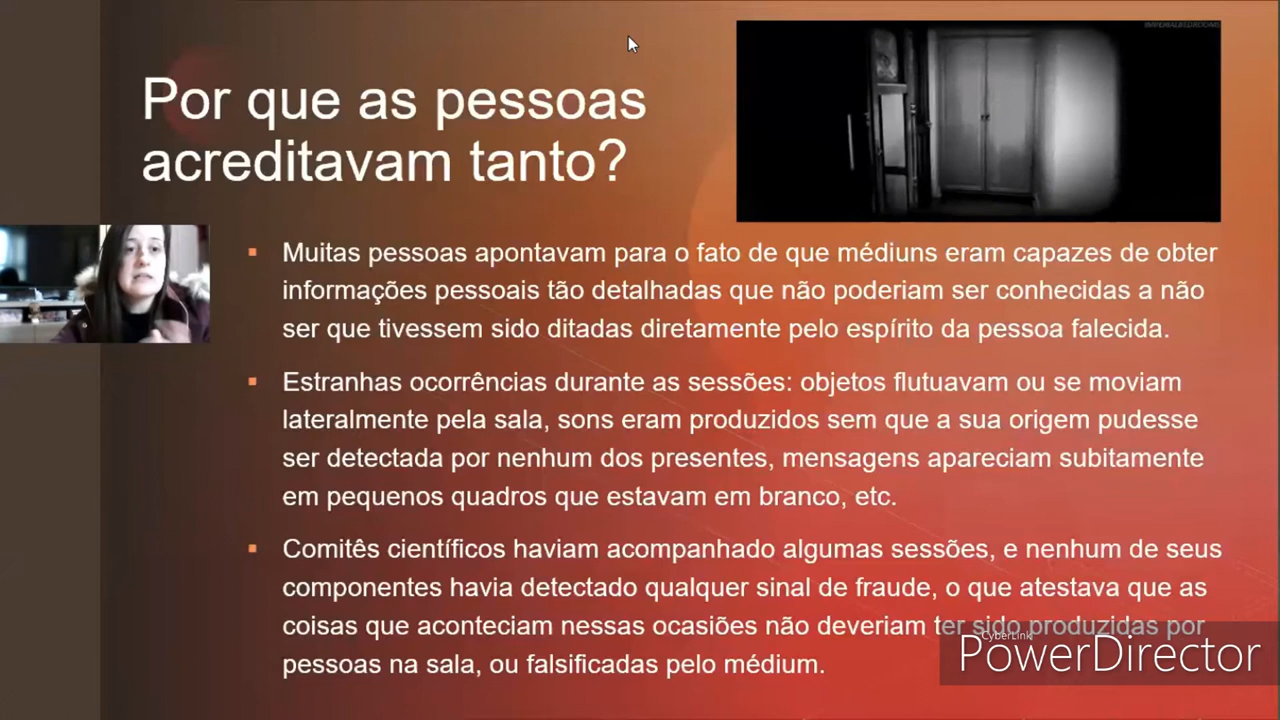 Por que as pessoas
acreditavam tanto?
Muitas pessoas apontavam para o fato de que médiuns eram capazes de obter
informações pessoais tão detalhadas que não poderiam ser conhecidas a não
ser que tivessem sido ditadas diretamente pelo espírito da pessoa falecida.
Estranhas ocorrências durante as sessões: objetos flutuavam ou se moviam
lateralmente pela sala, sons eram produzidos sem que a sua origem pudesse
ser detectada por nenhum dos presentes, mensagens apareciam subitamente
em pequenos quadros que estavam em branco, etc.
Comitês científicos haviam acompanhado algumas sessões, e nenhum de seus
componentes havia detectado qualquer sinal de fraude, o que atestava que as
coisas que aconteciam nessas ocasiões não deveriam ter sido produzidas por
pessoas na sala, ou falsificadas pelo médium.
CyberLink
PowerDirector